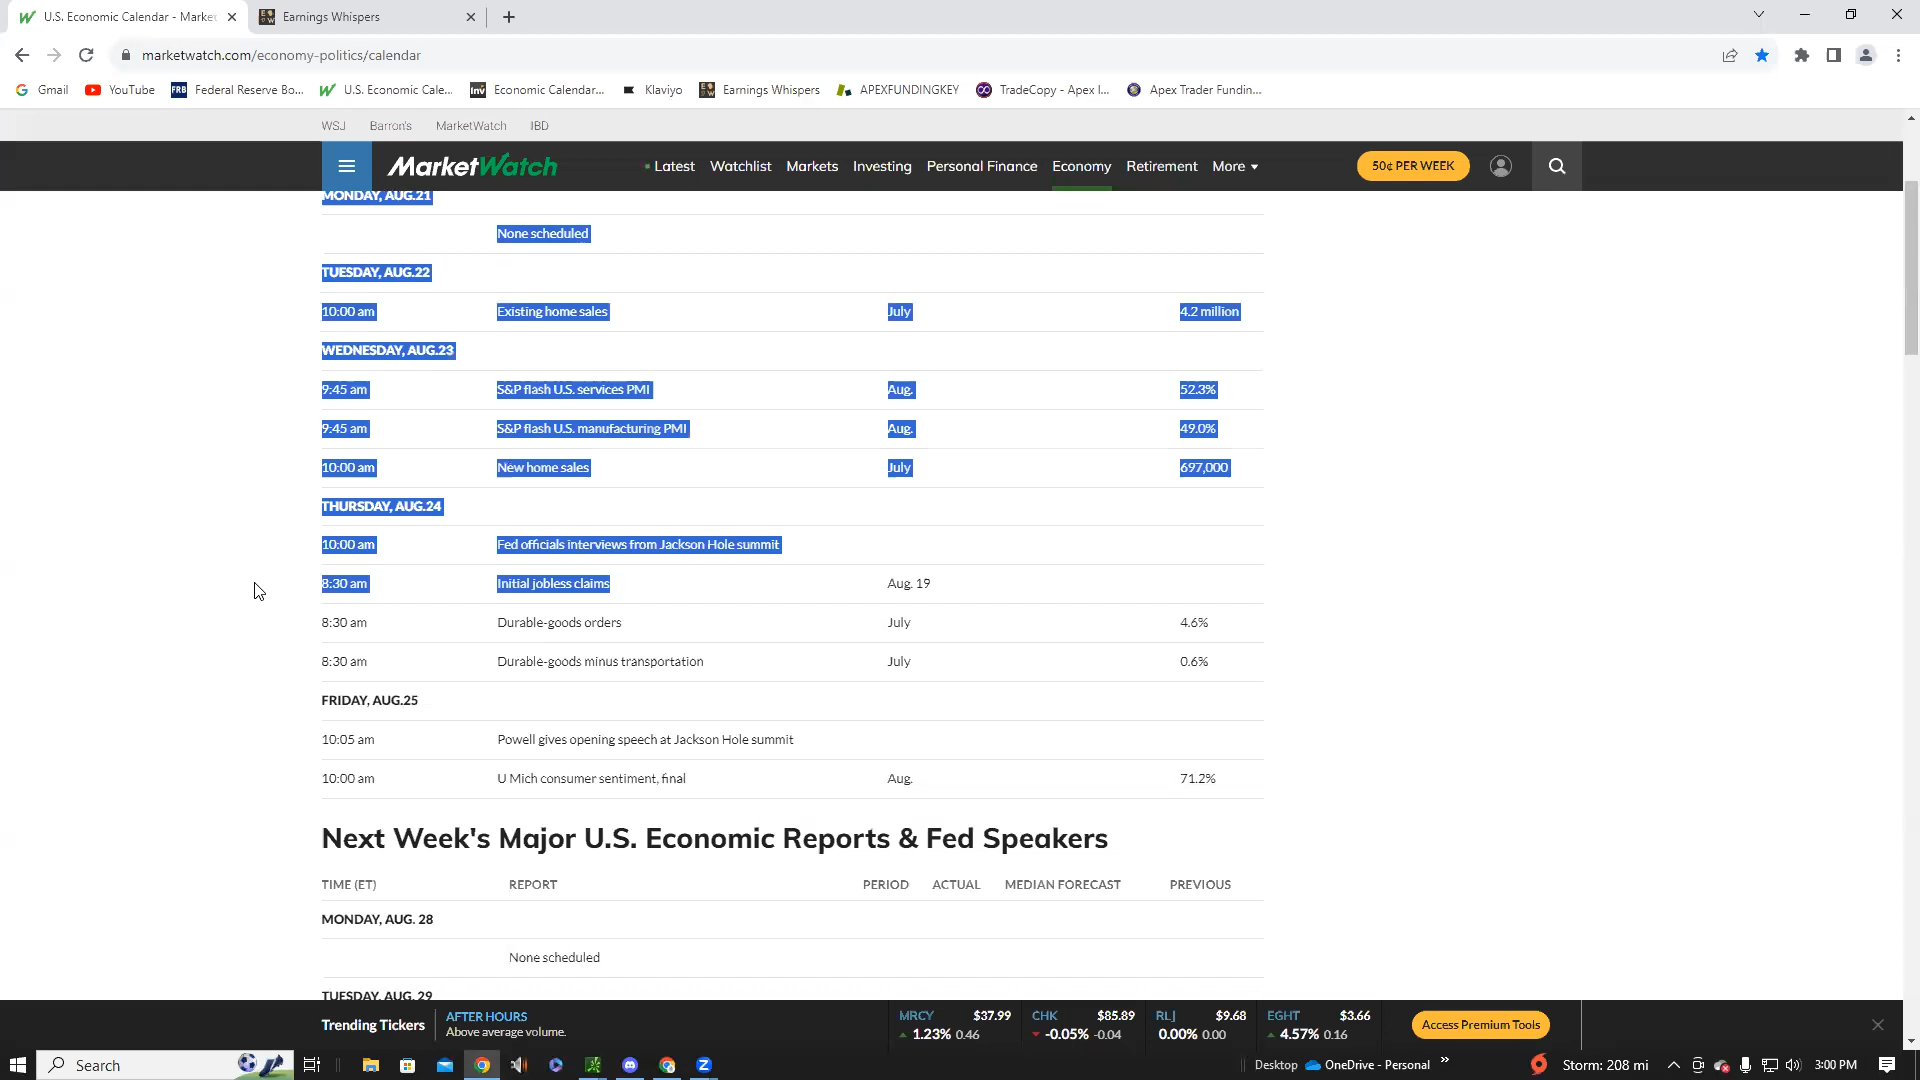 U.S. Economic Calendar - Market
Earnings Whispers
marketwatch.com/economy-politics/calendar
Gmail
YouTube
FRB Federal Reserve Bo...
U.S. Economic Cale...
Inv Economic Calendar...
Klaviyo
Earnings Whispers
APEXFUNDINGKEY
TradeCopy - Apex I...
Apex Trader Fundin...
WSJ Barron's MarketWatch IBD
MarketWatch Latest Watchlist Markets Investing Personal Finance Economy Retirement More 50¢ PER WEEK
MONDAY, AUG.21
None scheduled
TUESDAY, AUG.22
10:00 am Existing home sales July 4.2 million
WEDNESDAY, AUG.23
9:45 am S&P flash U.S. services PMI Aug. 52.3%
9:45 am S&P flash U.S. manufacturing PMI Aug. 49.0%
10:00 am New home sales July 697,000
THURSDAY, AUG.24
10:00 am Fed officials interviews from Jackson Hole summit
8:30 am Initial jobless claims Aug. 19
8:30 am Durable-goods orders July 4.6%
8:30 am Durable-goods minus transportation July 0.6%
FRIDAY, AUG.25
10:05 am Powell gives opening speech at Jackson Hole summit
10:00 am U Mich consumer sentiment, final Aug. 71.2%
Next Week's Major U.S. Economic Reports & Fed Speakers
TIME (ET) REPORT PERIOD ACTUAL MEDIAN FORECAST PREVIOUS
MONDAY, AUG. 28
None scheduled
TUESDAY, AUG. 29
Trending Tickers
AFTER HOURS
Above average volume.
MRCY $37.99
1.23% 0.46
CHK $85.89
-0.05% -0.04
RLJ $9.68
0.00% 0.00
EGHT $3.66
4.57% 0.16
Access Premium Tools
Search
Desktop
OneDrive - Personal
Storm: 208 mi
3:00 PM